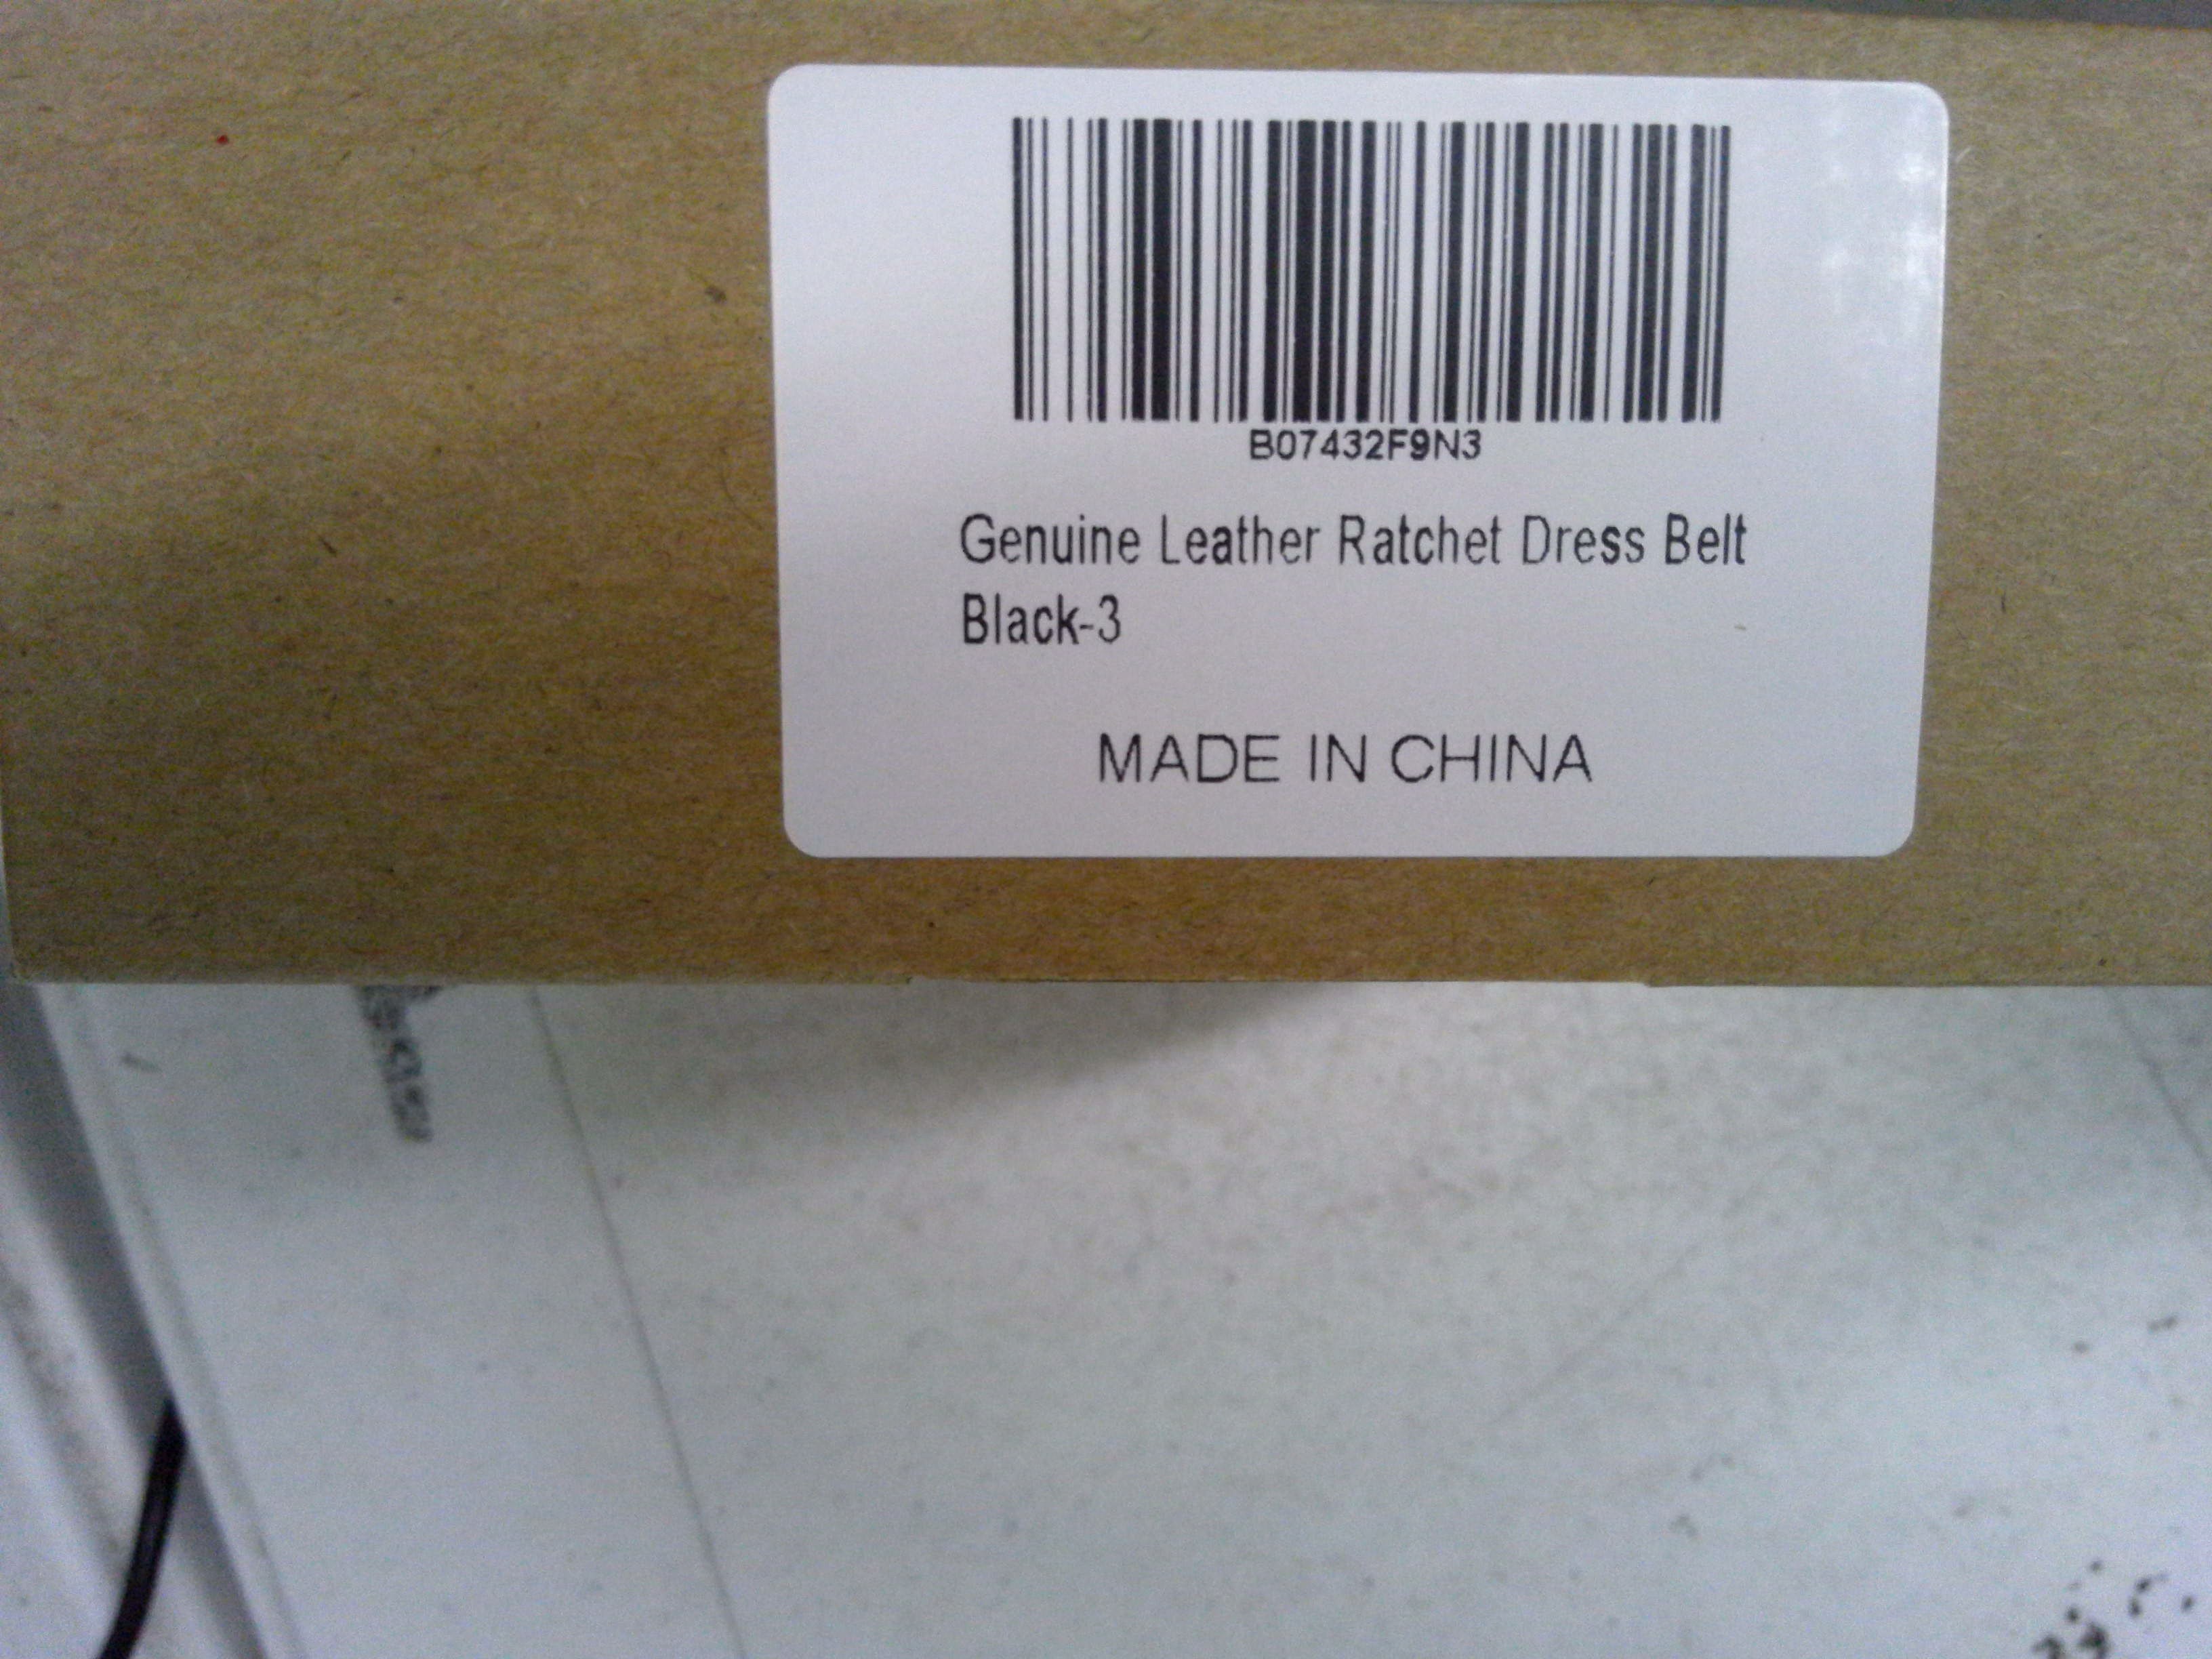 B07432F9N3
Genuine Leather Ratchet Dress Belt
Black-3
MADE IN CHINA